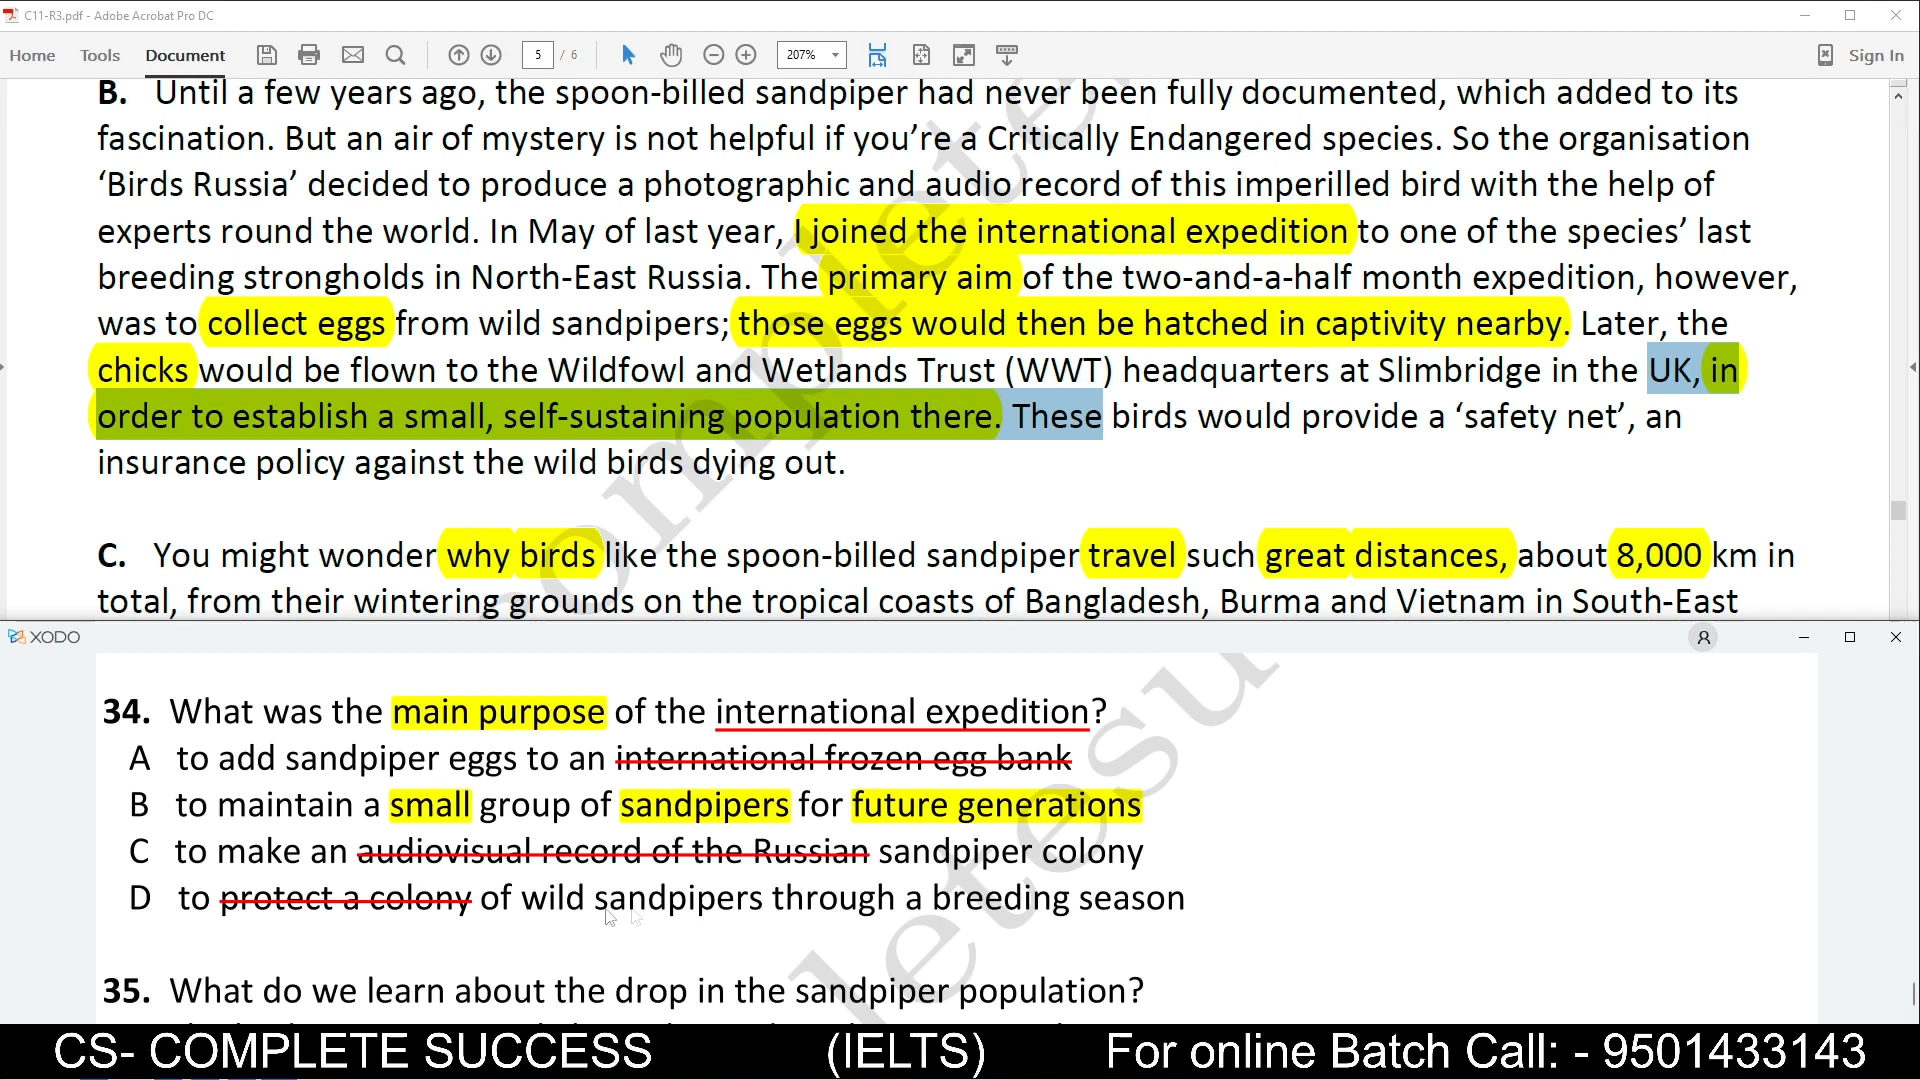 C11-R3.pdf - Adobe Acrobat Pro DC
Home Tools Document 5 / 6 207% Sign In
B. Until a few years ago, the spoon-billed sandpiper had never been fully documented, which added to its
fascination. But an air of mystery is not helpful if you’re a Critically Endangered species. So the organisation
‘Birds Russia’ decided to produce a photographic and audio record of this imperilled bird with the help of
experts round the world. In May of last year, I joined the international expedition to one of the species’ last
breeding strongholds in North-East Russia. The primary aim of the two-and-a-half month expedition, however,
was to collect eggs from wild sandpipers; those eggs would then be hatched in captivity nearby. Later, the
chicks would be flown to the Wildfowl and Wetlands Trust (WWT) headquarters at Slimbridge in the UK, in
order to establish a small, self-sustaining population there. These birds would provide a ‘safety net’, an
insurance policy against the wild birds dying out.
C. You might wonder why birds like the spoon-billed sandpiper travel such great distances, about 8,000 km in
total, from their wintering grounds on the tropical coasts of Bangladesh, Burma and Vietnam in South-East
XODO
34. What was the main purpose of the international expedition?
A to add sandpiper eggs to an international frozen egg bank
B to maintain a small group of sandpipers for future generations
C to make an audiovisual record of the Russian sandpiper colony
D to protect a colony of wild sandpipers through a breeding season
35. What do we learn about the drop in the sandpiper population?
CS- COMPLETE SUCCESS (IELTS) For online Batch Call: - 9501433143